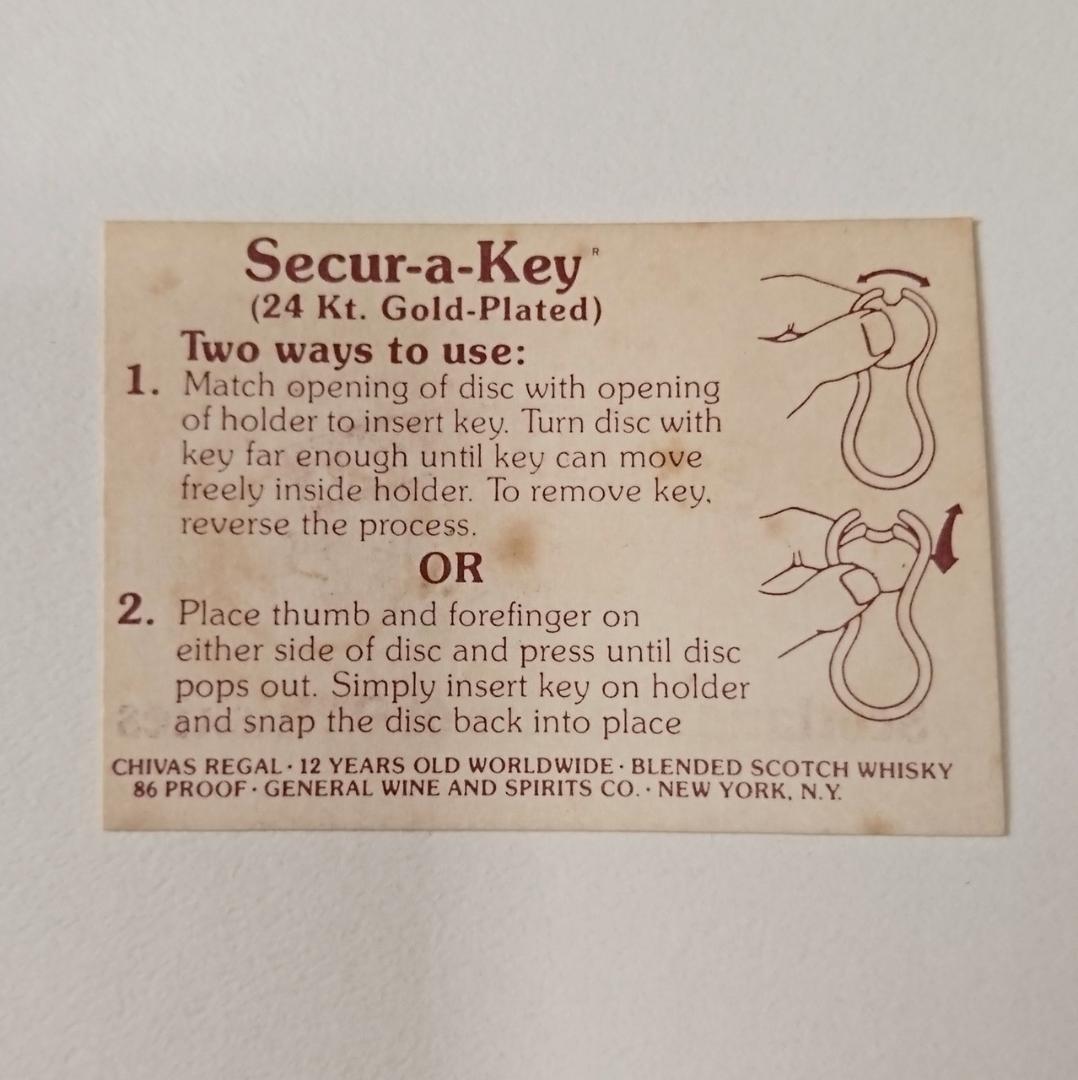 Secur-a-Key R
(24 Kt. Gold-Plated)
Two ways to use:
1. Match opening of disc with opening
of holder to insert key. Turn disc with
key far enough until key can move
freely inside holder. To remove key,
reverse the process.
OR
2. Place thumb and forefinger on
either side of disc and press until disc
pops out. Simply insert key on holder
and snap the disc back into place
CHIVAS REGAL · 12 YEARS OLD WORLDWIDE · BLENDED SCOTCH WHISKY
86 PROOF · GENERAL WINE AND SPIRITS CO. · NEW YORK, N.Y.